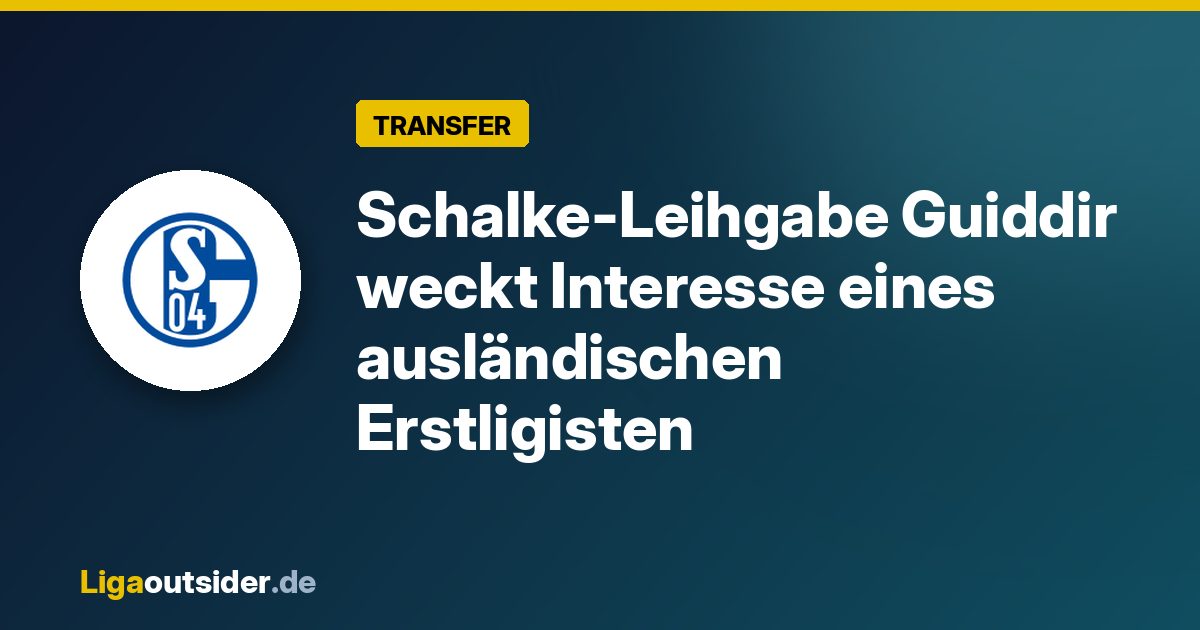 TRANSFER
S
04
Schalke-Leihgabe Guiddir
weckt Interesse eines
ausländischen
Erstligisten
Ligaoutsider.de